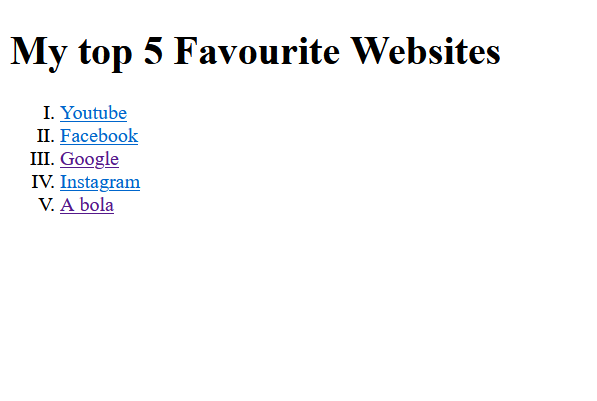 My top 5 Favourite Websites
I. Youtube
II. Facebook
III. Google
IV. Instagram
V. A bola